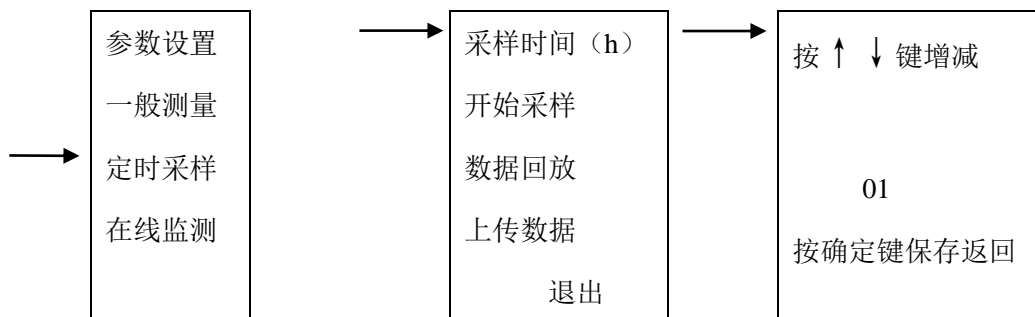 参数设置
一般测量
定时采样
在线监测
采样时间（h）
开始采样
数据回放
上传数据
退出
按 ↑ ↓ 键增减
01
按确定键保存返回